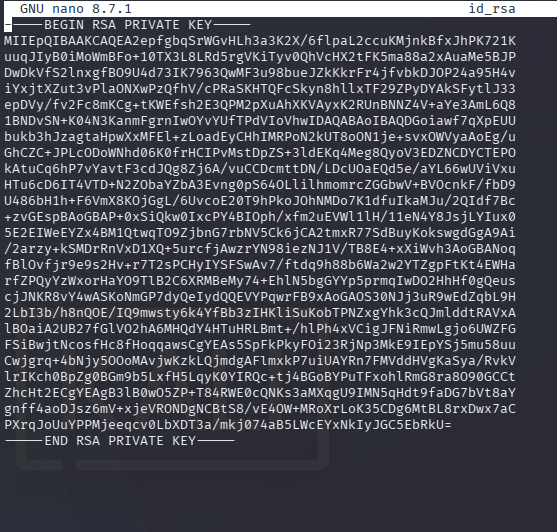 GNU nano 8.7.1 id_rsa
-----BEGIN RSA PRIVATE KEY-----
MIIEpQIBAAKCAQEA2epfgbqSrWGvHLh3a3K2X/6flpaL2ccuKMjnkBfxJhPK721K
uuqJIyB0iMoWmBFo+10TX3L8LRd5rgVKiTyv0QhVcHX2tFK5ma88a2xAuaMe5BJP
DwDkVfS2lnxgfBO9U4d73IK7963QwMF3u98bueJZkKkrFr4jfvbkDJOP24a95H4v
iYxjtXZut3vPlaONXwPzQfhV/cPRaSKHTQFcSkyn8hllxTF29ZPyDYAkSFytlJ33
epDVy/fv2Fc8mKCg+tKWEfsh2E3QPM2pXuAhXKVAyxK2RUnBNNZ4V+aYe3AmL6Q8
1BNDvSN+K04N3KanmFgrnIwOYvYUfTPdVIoVhwIDAQABAoIBAQDGoiawf7qXpEUU
bukb3hJzagtaHpwXxMFEl+zLoadEyCHhIMRPoN2kUT8oON1je+svxOWVyaAoEg/u
GhCZC+JPLcODoWNhd06K0frHCIPvMstDpZS+3ldEKq4Meg8QyoV3EDZNCDYCTEPO
kAtuCq6hP7vYavtF3cdJQg8Zj6A/vuCCDcmttDN/LDcUOaEQd5e/aYL66wUViVxu
HTu6cD6IT4VTD+N2ZObaYZbA3Evng0pS64OLlilhmomrcZGGbwV+BVOcnkF/fbD9
U486bH1h+F6VmX8KOjGgL/6UvcoE20T9hPkoJOhNMDo7K1dfuIkaMJu/2QIdf7Bc
+zvGEspBAoGBAP+0xSiQkw0IxcPY4BIOph/xfm2uEVWl1lH/11eN4Y8JsjLYIux0
5E2EIWeEYZx4BM1QtwqTO9ZjbnG7rbNV5Ck6jCA2tmxR77SdBuyKokswgdGgA9Ai
/2arzy+kSMDrRnVxD1XQ+5urcfjAwzrYN98iezNJ1V/TB8E4+xXiWvh3AoGBANoq
fBlOvfjr9e9s2Hv+r7T2sPCHyIYSFSwAv7/ftdq9h88b6Wa2w2YTZgpFtKt4EWHa
rfZPQyYzWxorHaYO9TlB2C6XRMBeMy74+EhlN5bgGYYp5prmqIwDO2HhHf0gQeus
cjJNKR8vY4wASKoNmGP7dyQeIydQQEVYPqwrFB9xAoGAOS30NJj3uR9wEdZqbL9H
2LbI3b/h8nQOE/IQ9mwsty6k4YfBb3zIHKliSuKobTPNZxgYhk3cQJmlddtRAVxA
lBOaiA2UB27fGlVO2hA6MHQdY4HTuHRLBmt+/hlPh4xVCigJFNiRmwLgjo6UWZFG
FSiBwjtNcosfHc8fHoqqawsCgYEAs5SpFkPkyFOi23RjNp3MkE9IEpYSj5mu58uu
Cwjgrq+4bNjy5OOoMAvjwKzkLQjmdgAFlmxkP7uiUAYRn7FMVddHVgKaSya/RvkV
lrIKch0BpZg0BGm9b5LxfH5LqyK0YIRQc+tj4BGoBYPuTFxohlRmG8ra8O90GCCt
ZhcHt2ECgYEAgB3lB0wO5ZP+T84RWE0cQNKs3aMXqgU9IMN5qHdt9faDG7bVt8aY
gnff4aoDJsz6mV+xjeVRONDgNCBtS8/vE4OW+MRoXrLoK35CDg6MtBL8rxDwx7aC
PXrqJoUuYPPMjeeqcv0LbXDT3a/mkj074aB5LWcEYxNkIyJGC5EbRkU=
-----END RSA PRIVATE KEY-----